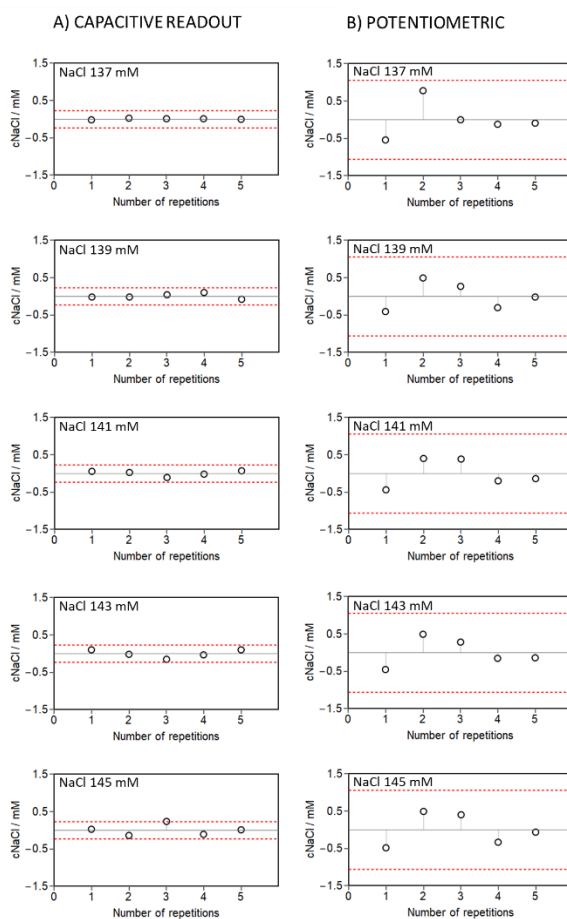 A) CAPACITIVE READOUT
B) POTENTIOMETRIC
1.5
NaCl 137 mM
0.5
−0.5
−1.5
cNaCl / mM
0 1 2 3 4 5
Number of repetitions
1.5
NaCl 137 mM
0.5
−0.5
−1.5
cNaCl / mM
0 1 2 3 4 5
Number of repetitions
1.5
NaCl 139 mM
0.5
−0.5
−1.5
cNaCl / mM
0 1 2 3 4 5
Number of repetitions
1.5
NaCl 139 mM
0.5
−0.5
−1.5
cNaCl / mM
0 1 2 3 4 5
Number of repetitions
1.5
NaCl 141 mM
0.5
−0.5
−1.5
cNaCl / mM
0 1 2 3 4 5
Number of repetitions
1.5
NaCl 141 mM
0.5
−0.5
−1.5
cNaCl / mM
0 1 2 3 4 5
Number of repetitions
1.5
NaCl 143 mM
0.5
−0.5
−1.5
cNaCl / mM
0 1 2 3 4 5
Number of repetitions
1.5
NaCl 143 mM
0.5
−0.5
−1.5
cNaCl / mM
0 1 2 3 4 5
Number of repetitions
1.5
NaCl 145 mM
0.5
−0.5
−1.5
cNaCl / mM
0 1 2 3 4 5
Number of repetitions
1.5
NaCl 145 mM
0.5
−0.5
−1.5
cNaCl / mM
0 1 2 3 4 5
Number of repetitions